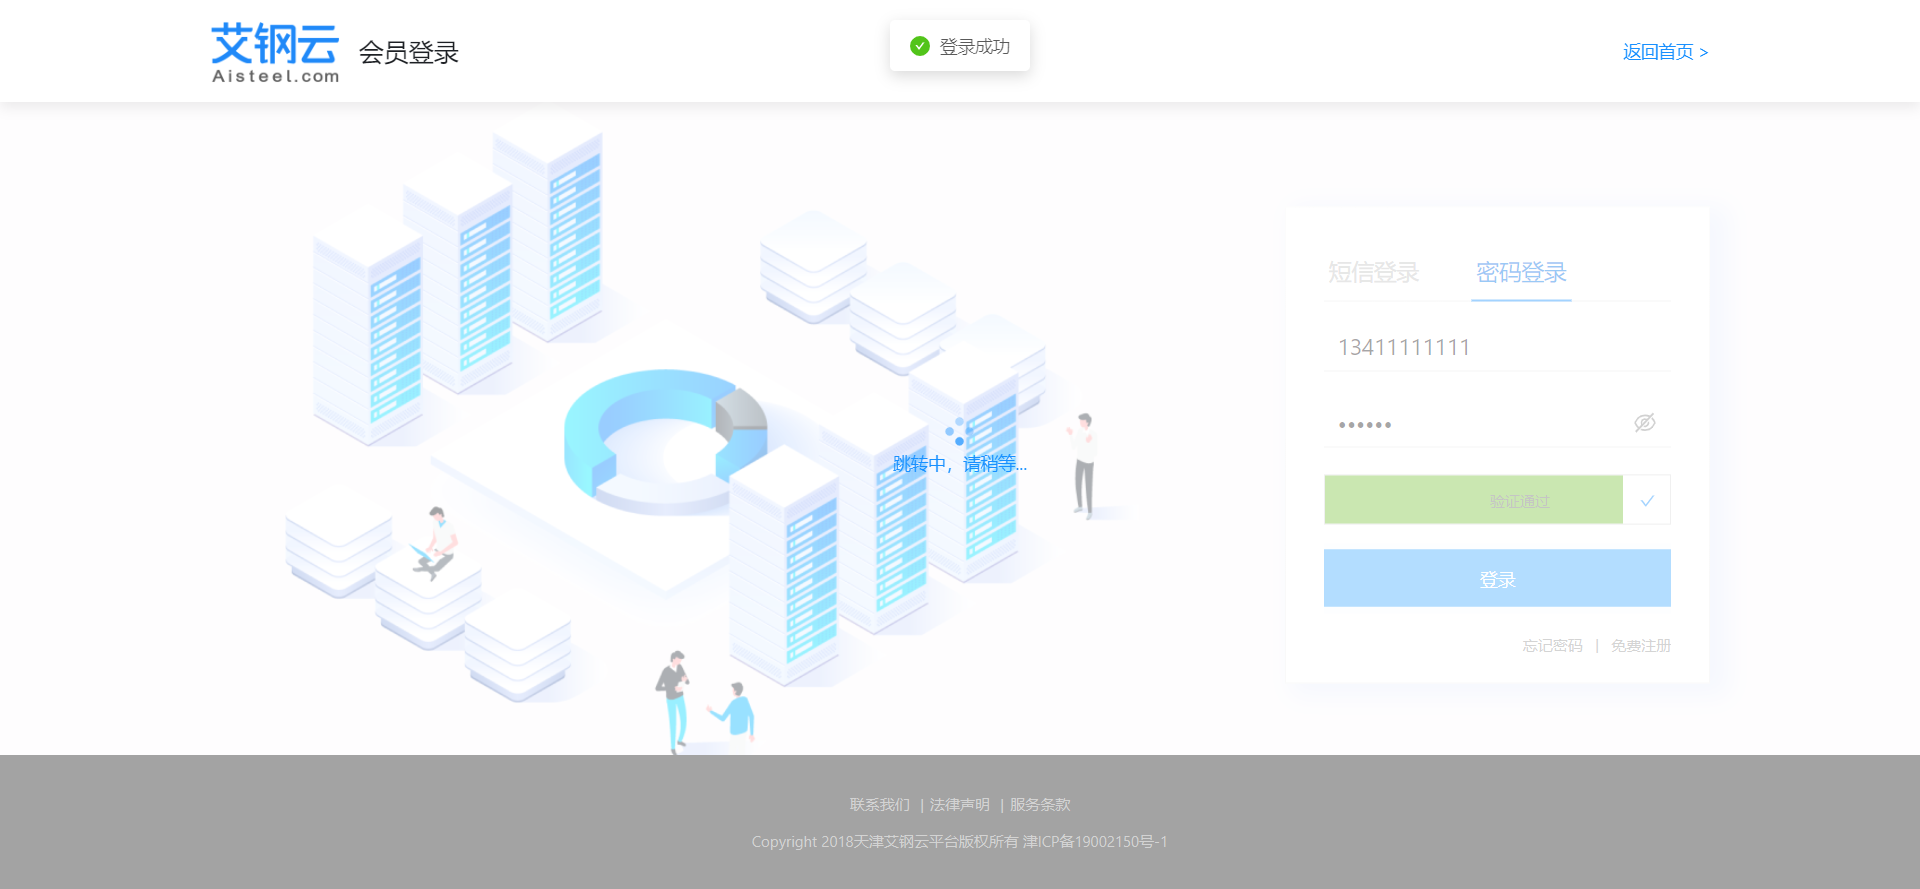 艾钢云
Aisteel.com
会员登录
登录成功
返回首页 >
短信登录 密码登录
13411111111
••••••
验证通过
登录
忘记密码 | 免费注册
跳转中，请稍等...
联系我们 | 法律声明 | 服务条款
Copyright 2018天津艾钢云平台版权所有 津ICP备19002150号-1